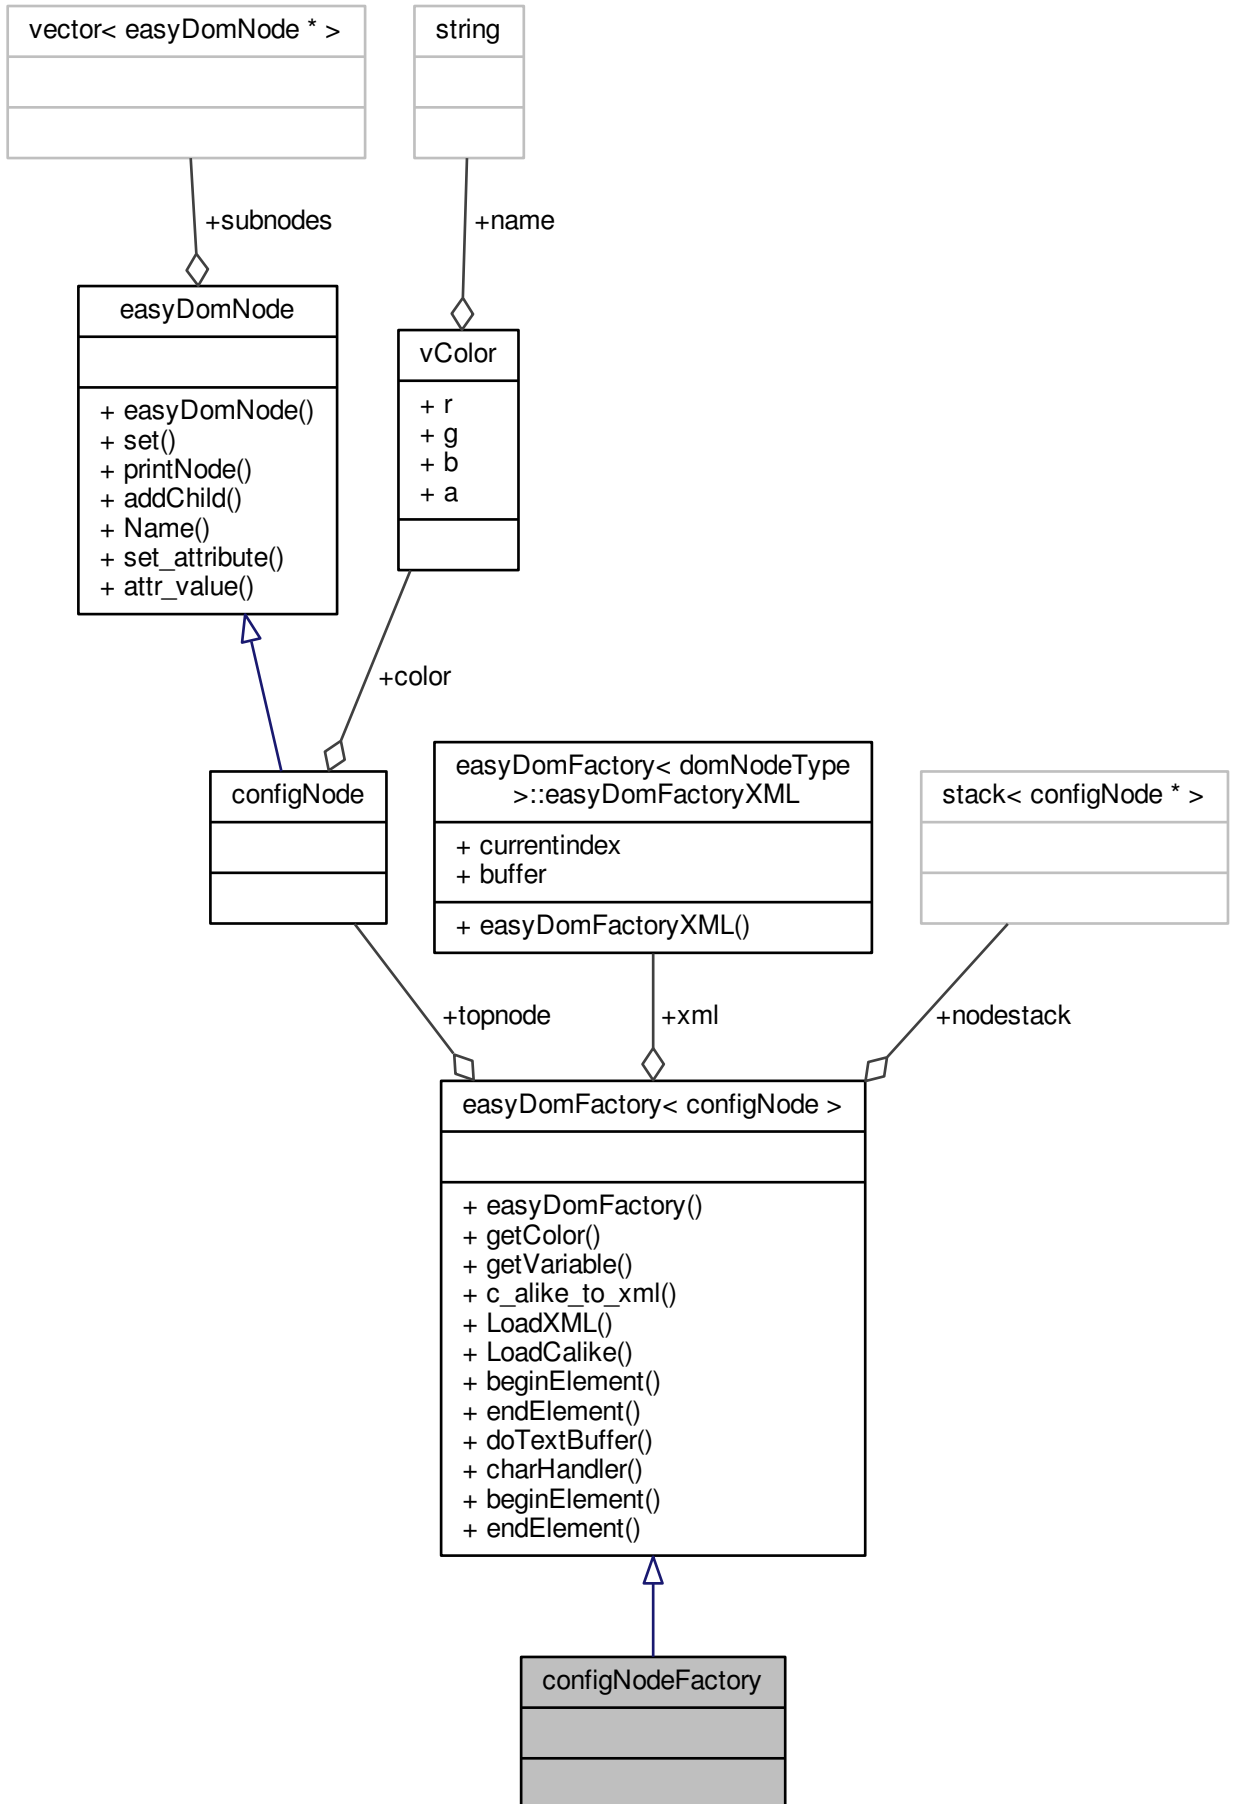 vector< easyDomNode * >
string
+subnodes
+name
easyDomNode
+ easyDomNode()
+ set()
+ printNode()
+ addChild()
+ Name()
+ set_attribute()
+ attr_value()
vColor
+ r
+ g
+ b
+ a
+color
configNode
easyDomFactory< domNodeType
>::easyDomFactoryXML
+ currentindex
+ buffer
+ easyDomFactoryXML()
stack< configNode * >
+topnode
+xml
+nodestack
easyDomFactory< configNode >
+ easyDomFactory()
+ getColor()
+ getVariable()
+ c_alike_to_xml()
+ LoadXML()
+ LoadCalike()
+ beginElement()
+ endElement()
+ doTextBuffer()
+ charHandler()
+ beginElement()
+ endElement()
configNodeFactory